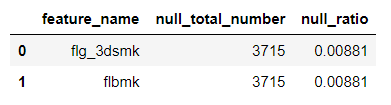 feature_name null_total_number null_ratio
0 flg_3dsmk 3715 0.00881
1 flbmk 3715 0.00881